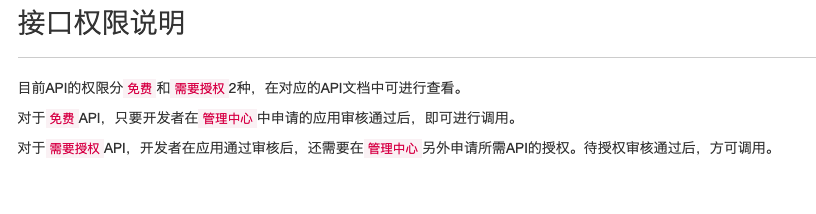 接口权限说明
目前API的权限分 免费 和 需要授权 2种，在对应的API文档中可进行查看。
对于 免费 API，只要开发者在 管理中心 中申请的应用审核通过后，即可进行调用。
对于 需要授权 API，开发者在应用通过审核后，还需要在 管理中心 另外申请所需API的授权。待授权审核通过后，方可调用。